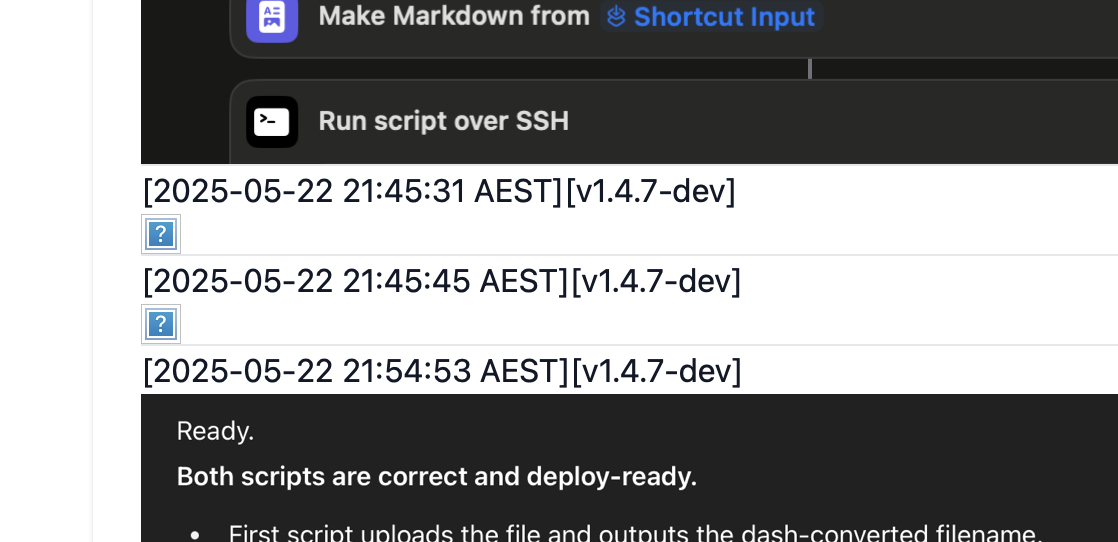 Make Markdown from Shortcut Input
Run script over SSH
[2025-05-22 21:45:31 AEST][v1.4.7-dev]
?
[2025-05-22 21:45:45 AEST][v1.4.7-dev]
?
[2025-05-22 21:54:53 AEST][v1.4.7-dev]
Ready.
Both scripts are correct and deploy-ready.
• First script uploads the file and outputs the dash-converted filename.